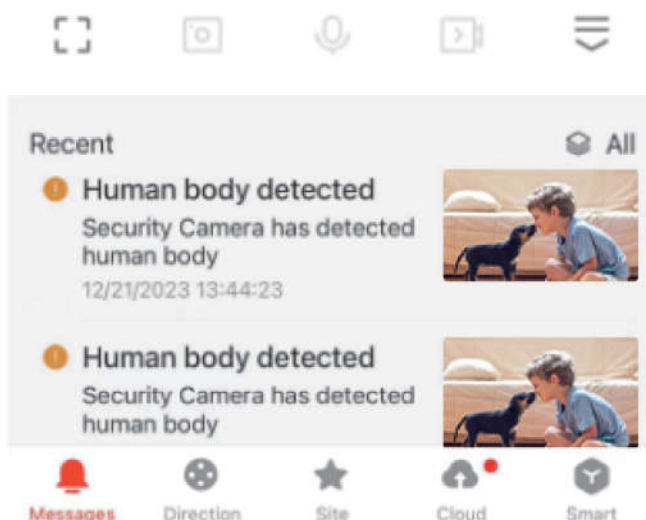 Recent
All
Human body detected
Security Camera has detected
human body
12/21/2023 13:44:23
Human body detected
Security Camera has detected
human body
Messages
Direction
Site
Cloud
Smart